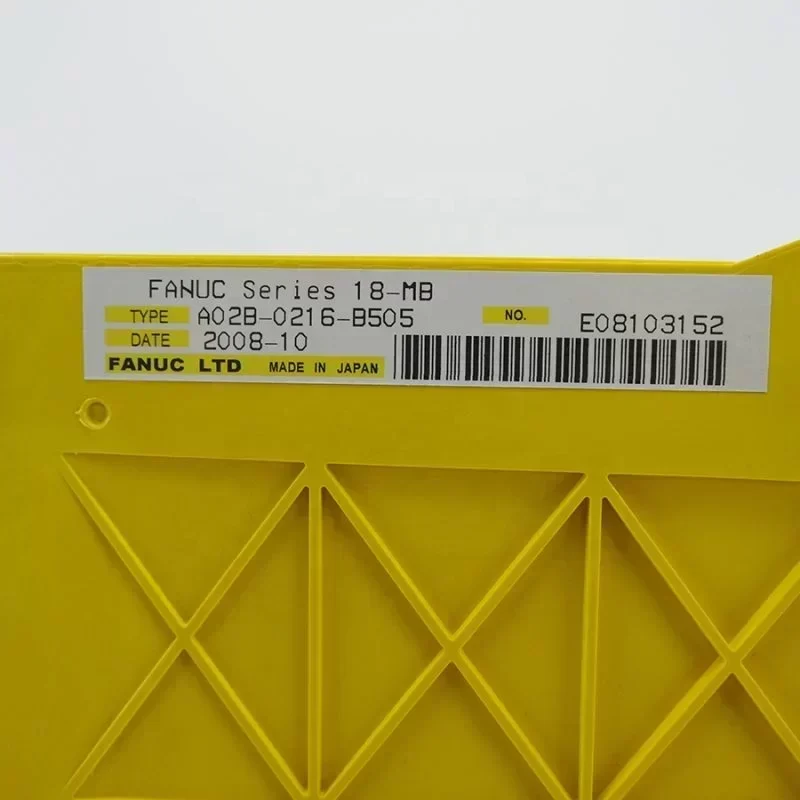 FANUC Series 18-MB
TYPE A02B-0216-B505 NO. E08103152
DATE 2008-10
FANUC LTD MADE IN JAPAN